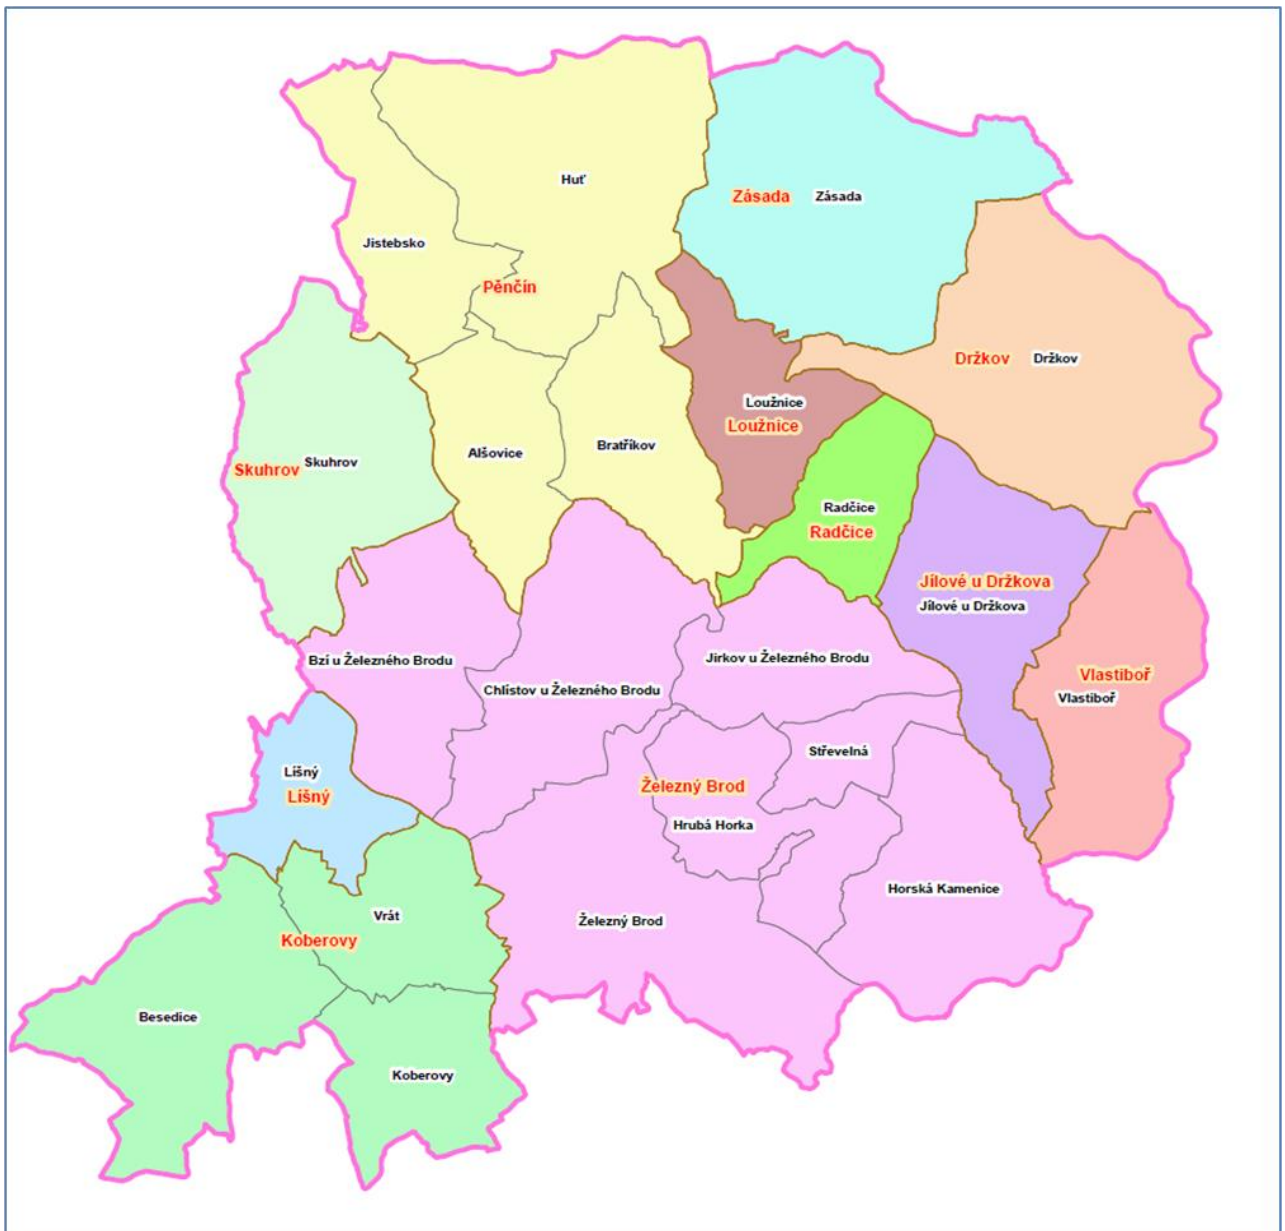 Huť
Zásada
Zásada
Jistebsko
Pěnčín
Držkov
Držkov
Loužnice
Loužnice
Bratříkov
Alšovice
Skuhrov
Skuhrov
Radčice
Radčice
Jílové u Držkova
Jílové u Držkova
Bzí u Železného Brodu
Jirkov u Železného Brodu
Chlístov u Železného Brodu
Vlastiboř
Vlastiboř
Střevelná
Líšný
Líšný
Železný Brod
Hrubá Horka
Horská Kamenice
Vrát
Železný Brod
Koberovy
Besedice
Koberovy